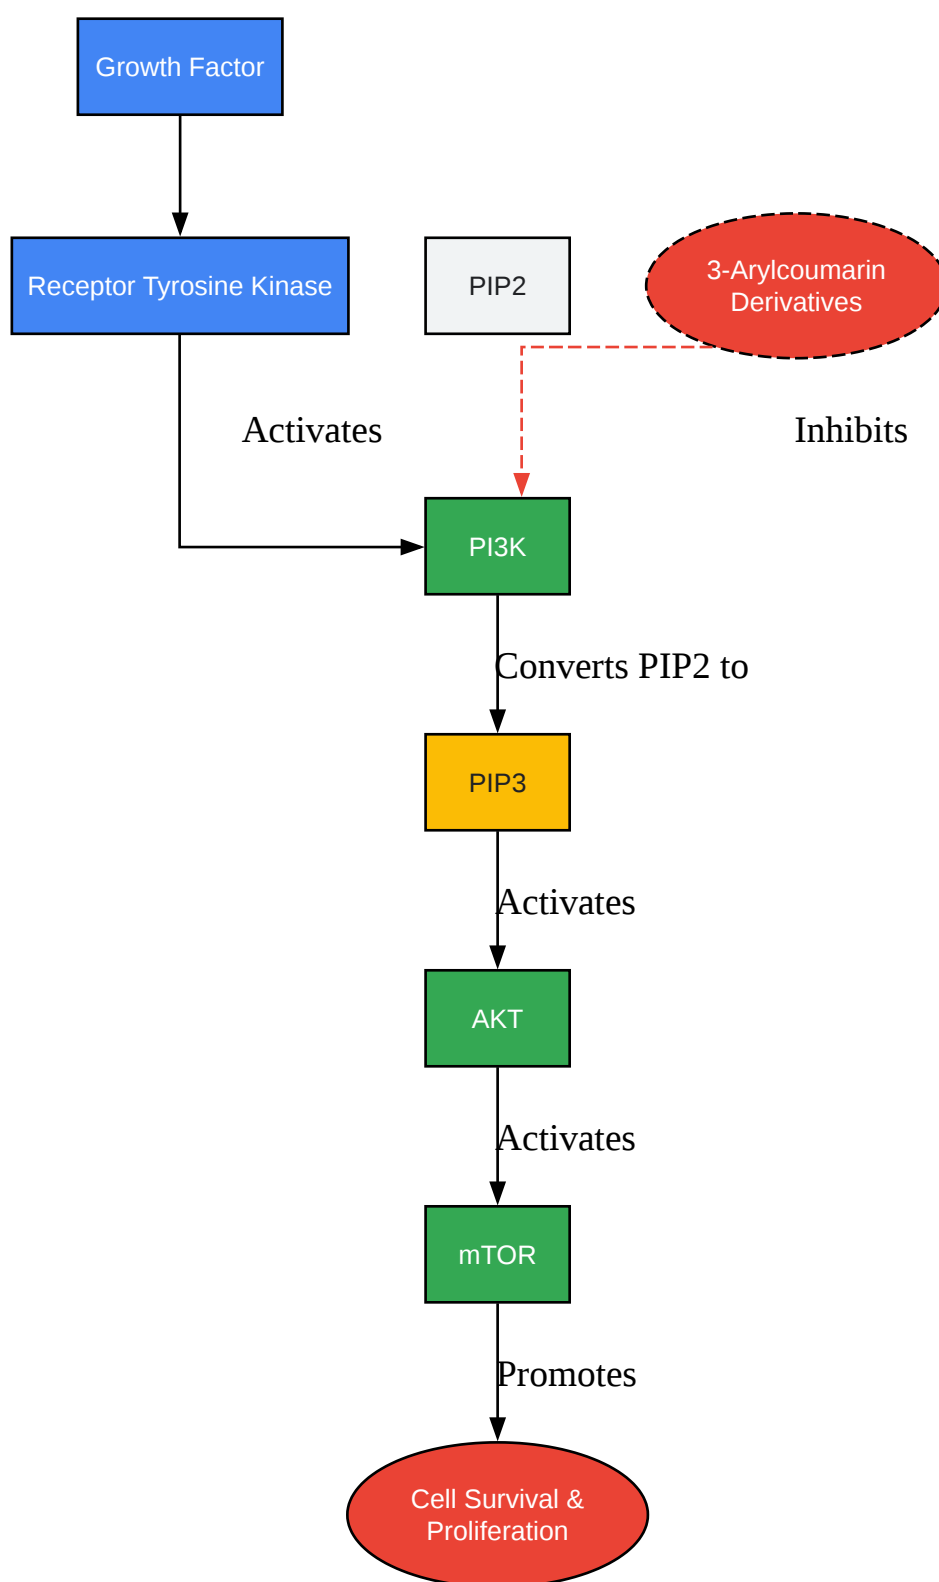 Growth Factor
Receptor Tyrosine Kinase
PIP2
3-Arylcoumarin
Derivatives
Activates
Inhibits
PI3K
Converts PIP2 to
PIP3
Activates
AKT
Activates
mTOR
Promotes
Cell Survival &
Proliferation